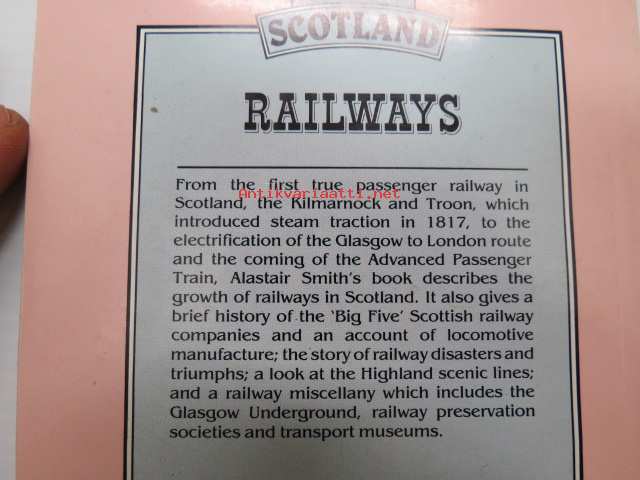 SCOTLAND
RAILWAYS
From the first true passenger railway in
Antikvariaatti.net
Scotland, the Kilmarnock and Troon, which
introduced steam traction in 1817, to the
electrification of the Glasgow to London route
and the coming of the Advanced Passenger
Train, Alastair Smith's book describes the
growth of railways in Scotland. It also gives a
brief history of the 'Big Five' Scottish railway
companies and an account of locomotive
manufacture; the story of railway disasters and
triumphs; a look at the Highland scenic lines;
and a railway miscellany which includes the
Glasgow Underground, railway preservation
societies and transport museums.